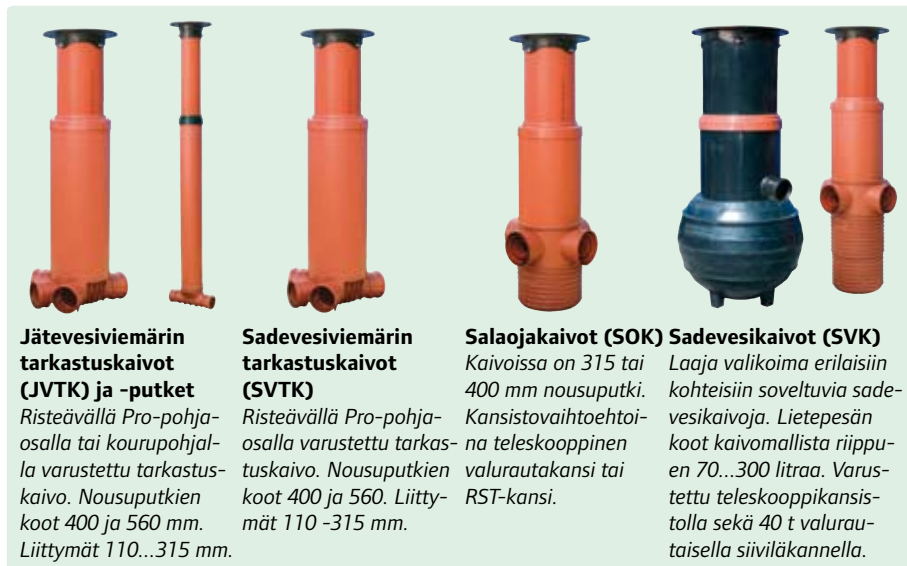 Jätevesiviemärin
tarkastuskaivot
(JVTK) ja -putket
Risteävällä Pro-pohja-
osalla tai kourupohjal-
la varustettu tarkastus-
kaivo. Nousuputkien
koot 400 ja 560 mm.
Liittymät 110...315 mm.
Sadevesiviemärin
tarkastuskaivot
(SVTK)
Risteävällä Pro-pohja-
osalla varustettu tarkas-
tuskaivo. Nousuputkien
koot 400 ja 560. Liitty-
mät 110 -315 mm.
Salaojakaivot (SOK)
Kaivoissa on 315 tai
400 mm nousuputki.
Kansistovaihtoehtoi-
na teleskooppinen
valurautakansi tai
RST-kansi.
Sadevesikaivot (SVK)
Laaja valikoima erilaisiin
kohteisiin soveltuvia sade-
vesikaivoja. Lietepesän
koot kaivomallista riippu-
en 70...300 litraa. Varus-
tettu teleskooppikansis-
tolla sekä 40 t valurau-
taisella siiviläkannella.